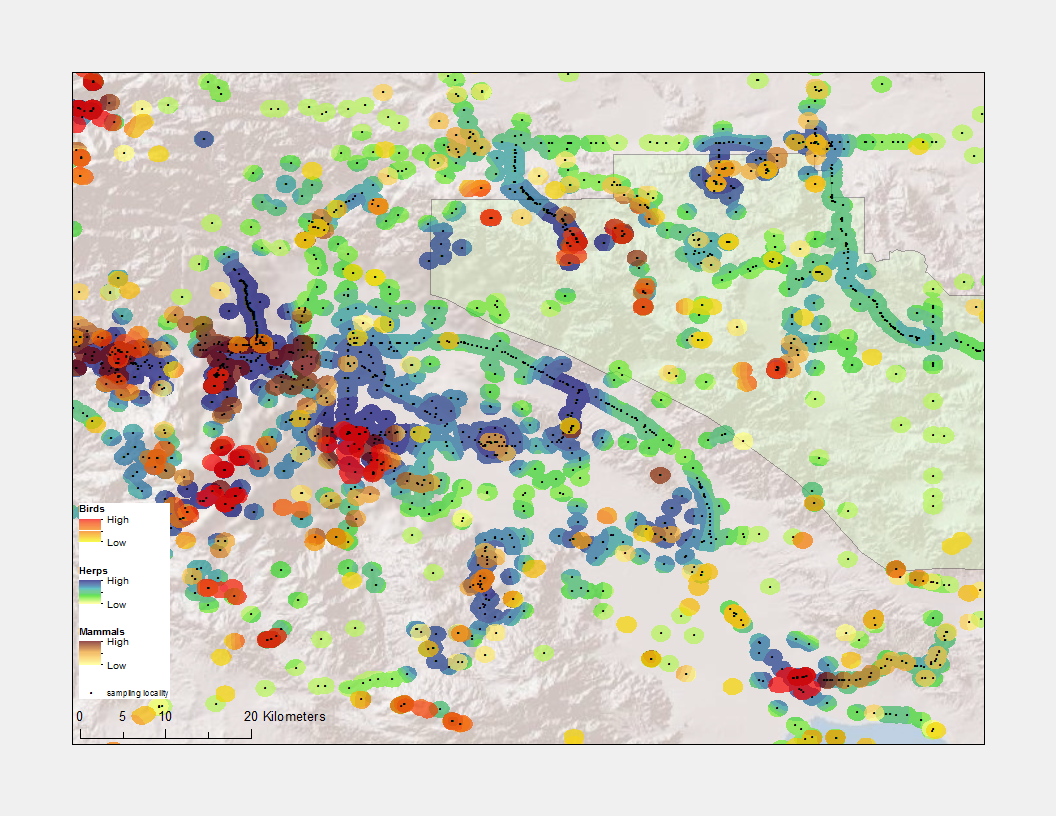 Birds
High
Low
Herps
High
Low
Mammals
High
Low
sampling locality
0 5 10 20 Kilometers